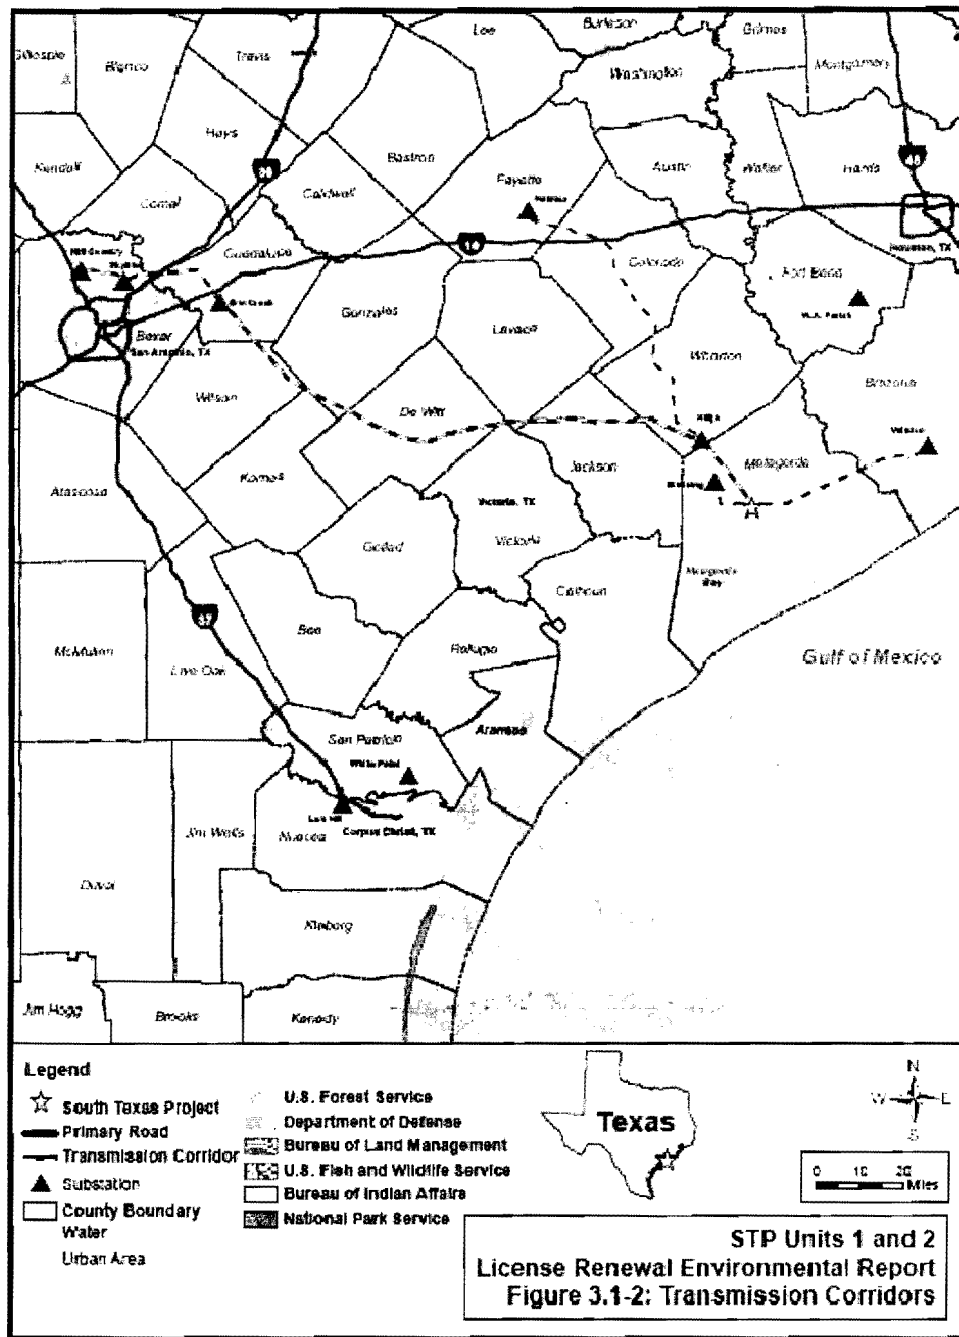 Lee
Burleson
Grimes
Gillespie
Blanco
Travis
Washington
Montgomery
Hays
Bastrop
Kendall
Caldwell
Fayette
Austin
Waller
Harris
Comal
Hill Country
Guadalupe
10
Houston, TX
Colorado
Fort Bend
Gonzales
Lavaca
Bexar
San Antonio, TX
Wharton
Brazoria
Wilson
De Witt
Karnes
Jackson
Matagorda
Atascosa
Victoria, TX
Victoria
Goliad
Matagorda
Bay
Calhoun
37
Bee
Refugio
McMullen
Live Oak
Gulf of Mexico
San Patricio
Aransas
White Point
Jim Wells
Nueces
Corpus Christi, TX
Duval
Kleberg
Jim Hogg
Brooks
Kenedy
Legend
South Texas Project
Primary Road
Transmission Corridor
Substation
County Boundary
Water
Urban Area
U.S. Forest Service
Department of Defense
Bureau of Land Management
U.S. Fish and Wildlife Service
Bureau of Indian Affairs
National Park Service
Texas
N
W E
S
0 10 20
Miles
STP Units 1 and 2
License Renewal Environmental Report
Figure 3.1-2: Transmission Corridors